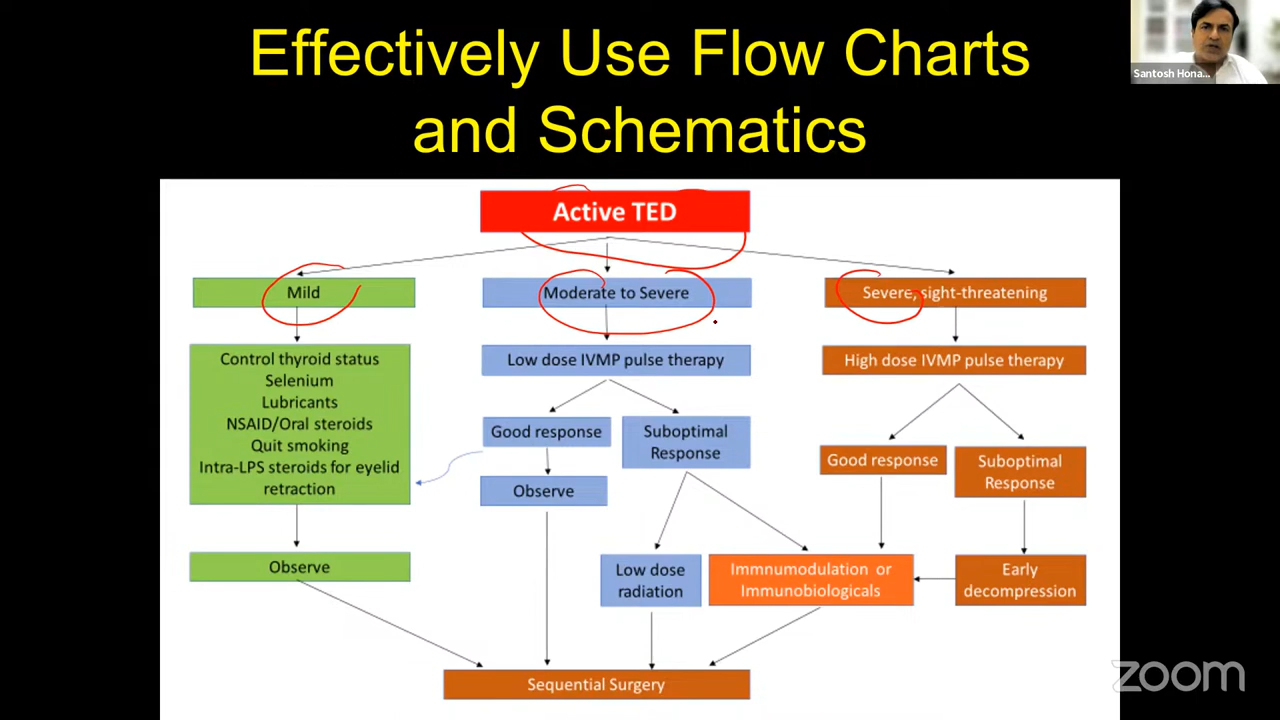 Effectively Use Flow Charts
and Schematics
Santosh Hona...
Active TED
Mild
Moderate to Severe
Severe, sight-threatening
Control thyroid status
Selenium
Lubricants
NSAID/Oral steroids
Quit smoking
Intra-LPS steroids for eyelid
retraction
Low dose IVMP pulse therapy
High dose IVMP pulse therapy
Good response
Suboptimal
Response
Good response
Suboptimal
Response
Observe
Observe
Low dose
radiation
Immnumodulation or
Immunobiologicals
Early
decompression
Sequential Surgery
zoom